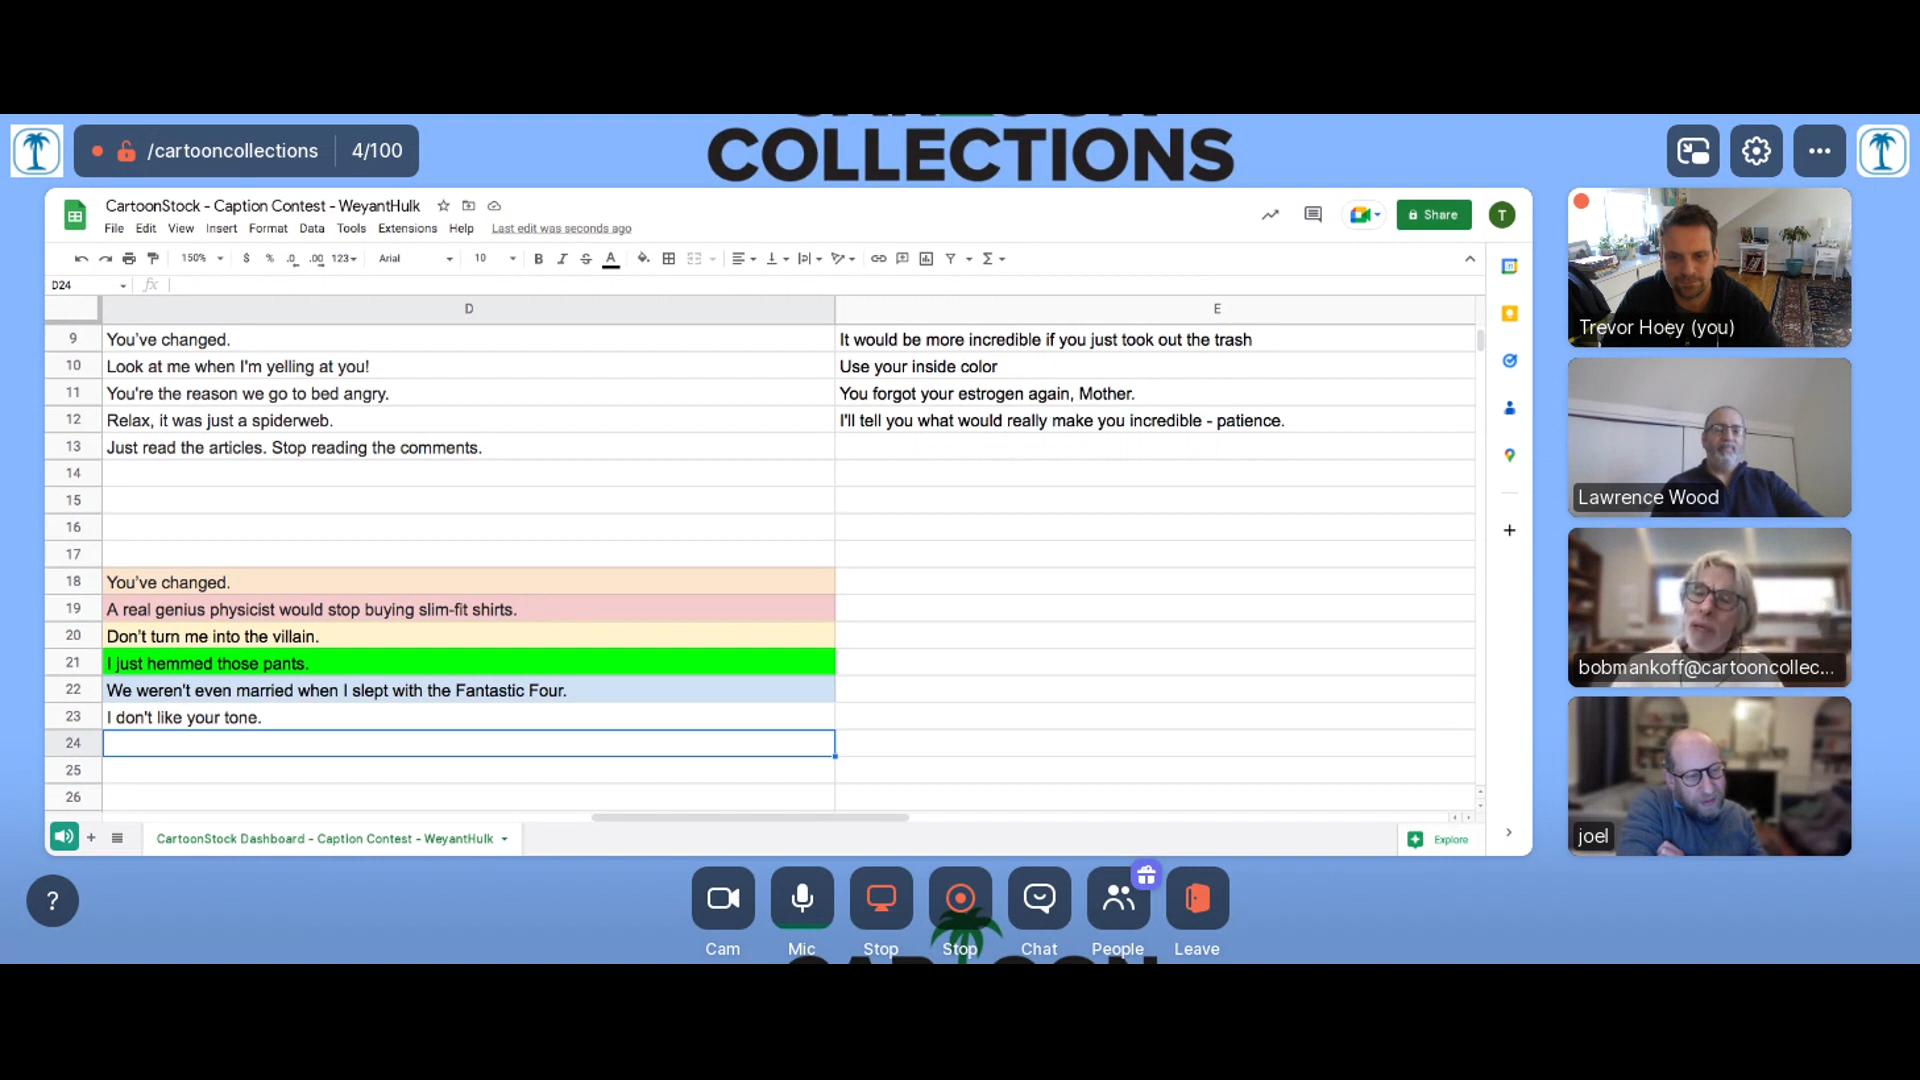 COLLECTIONS
/cartooncollections 4/100
CartoonStock - Caption Contest - WeyantHulk
Share
T
File Edit View Insert Format Data Tools Extensions Help Last edit was seconds ago
150% $ % .0 .00 123 Arial 10 B I S A
D24 fx
D E
9 You've changed. It would be more incredible if you just took out the trash
10 Look at me when I'm yelling at you! Use your inside color
11 You're the reason we go to bed angry. You forgot your estrogen again, Mother.
12 Relax, it was just a spiderweb. I'll tell you what would really make you incredible - patience.
13 Just read the articles. Stop reading the comments.
14
15
16
17
18 You've changed.
19 A real genius physicist would stop buying slim-fit shirts.
20 Don't turn me into the villain.
21 I just hemmed those pants.
22 We weren't even married when I slept with the Fantastic Four.
23 I don't like your tone.
24
25
26
CartoonStock Dashboard - Caption Contest - WeyantHulk
Explore
Trevor Hoey (you)
Lawrence Wood
bobmankoff@cartooncollec...
joel
?
Cam Mic Stop Stop Chat People Leave